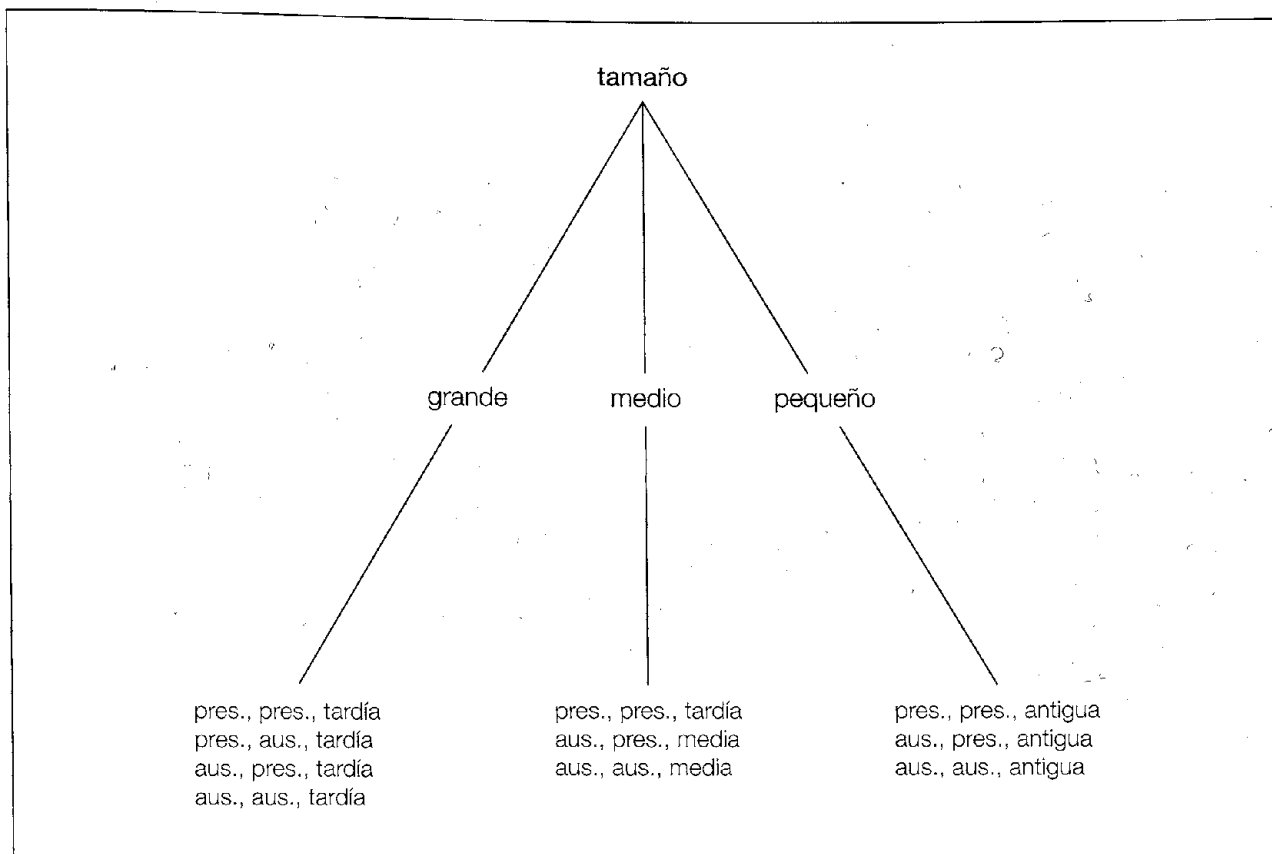 tamaño
grande medio pequeño
pres., pres., tardía pres., pres., tardía pres., pres., antigua
pres., aus., tardía aus., pres., media aus., pres., antigua
aus., pres., tardía aus., aus., media aus., aus., antigua
aus., aus., tardía